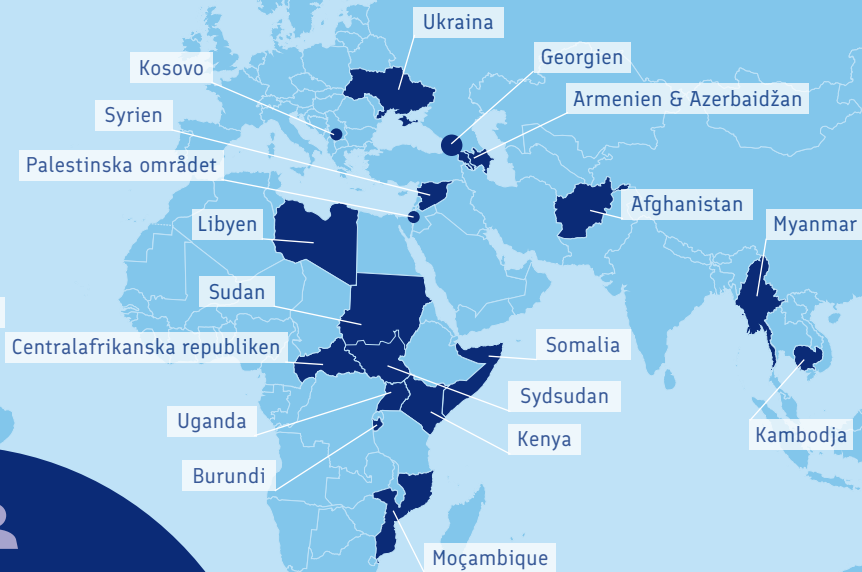 Ukraina
Georgien
Kosovo
Armenien & Azerbaidžan
Syrien
Palestinska området
Afghanistan
Libyen
Myanmar
Sudan
Centralafrikanska republiken
Somalia
Sydsudan
Uganda
Kenya
Kambodja
Burundi
Moçambique